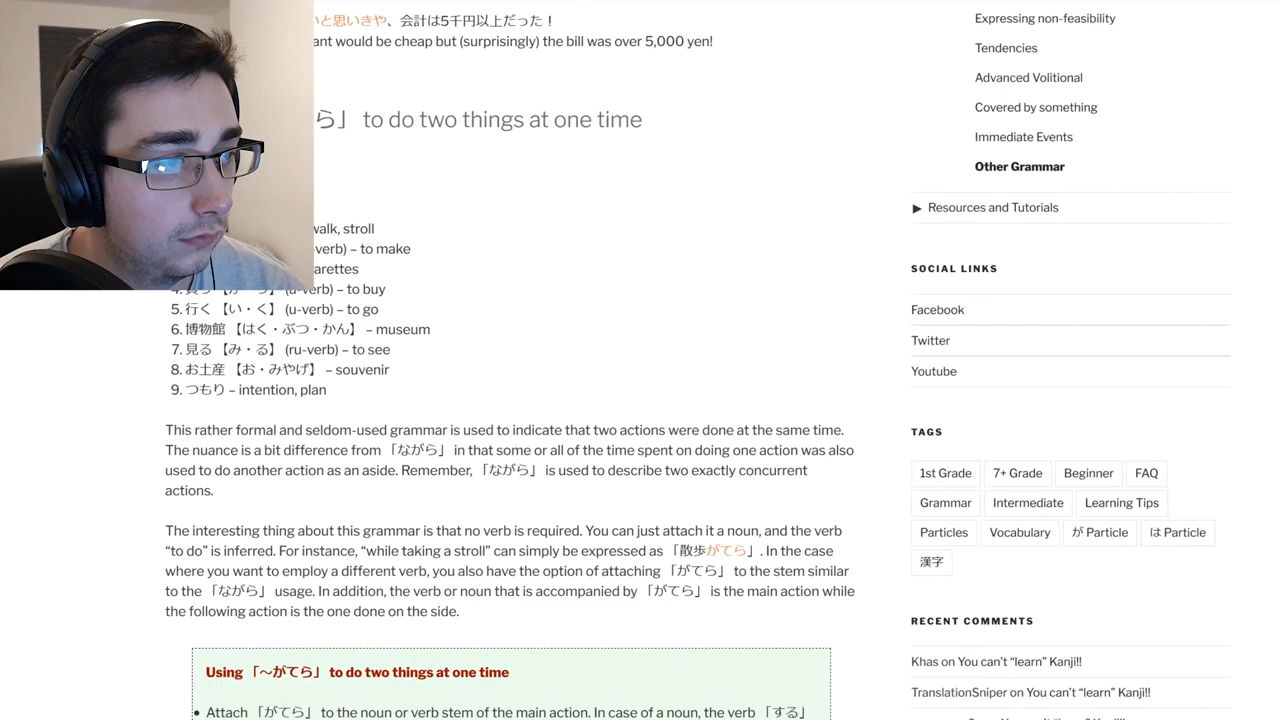 いと思いきや、会計は5千円以上だった！
ant would be cheap but (surprisingly) the bill was over 5,000 yen!
ら」 to do two things at one time
walk, stroll
verb) – to make
arettes
(u-verb) – to buy
5. 行く 【い・く】 (u-verb) – to go
6. 博物館 【はく・ぶつ・かん】 – museum
7. 見る 【み・る】 (ru-verb) – to see
8. お土産 【お・みやげ】 – souvenir
9. つもり – intention, plan
This rather formal and seldom-used grammar is used to indicate that two actions were done at the same time.
The nuance is a bit difference from 「ながら」 in that some or all of the time spent on doing one action was also
used to do another action as an aside. Remember, 「ながら」 is used to describe two exactly concurrent
actions.
The interesting thing about this grammar is that no verb is required. You can just attach it a noun, and the verb
“to do” is inferred. For instance, “while taking a stroll” can simply be expressed as 「散歩がてら」. In the case
where you want to employ a different verb, you also have the option of attaching 「がてら」 to the stem similar
to the 「ながら」 usage. In addition, the verb or noun that is accompanied by 「がてら」 is the main action while
the following action is the one done on the side.
Using 「～がてら」 to do two things at one time
• Attach 「がてら」 to the noun or verb stem of the main action. In case of a noun, the verb 「する」
Expressing non-feasibility
Tendencies
Advanced Volitional
Covered by something
Immediate Events
Other Grammar
▶ Resources and Tutorials
SOCIAL LINKS
Facebook
Twitter
Youtube
TAGS
1st Grade 7+ Grade Beginner FAQ
Grammar Intermediate Learning Tips
Particles Vocabulary が Particle は Particle
漢字
RECENT COMMENTS
Khas on You can’t “learn” Kanji!!
TranslationSniper on You can’t “learn” Kanji!!